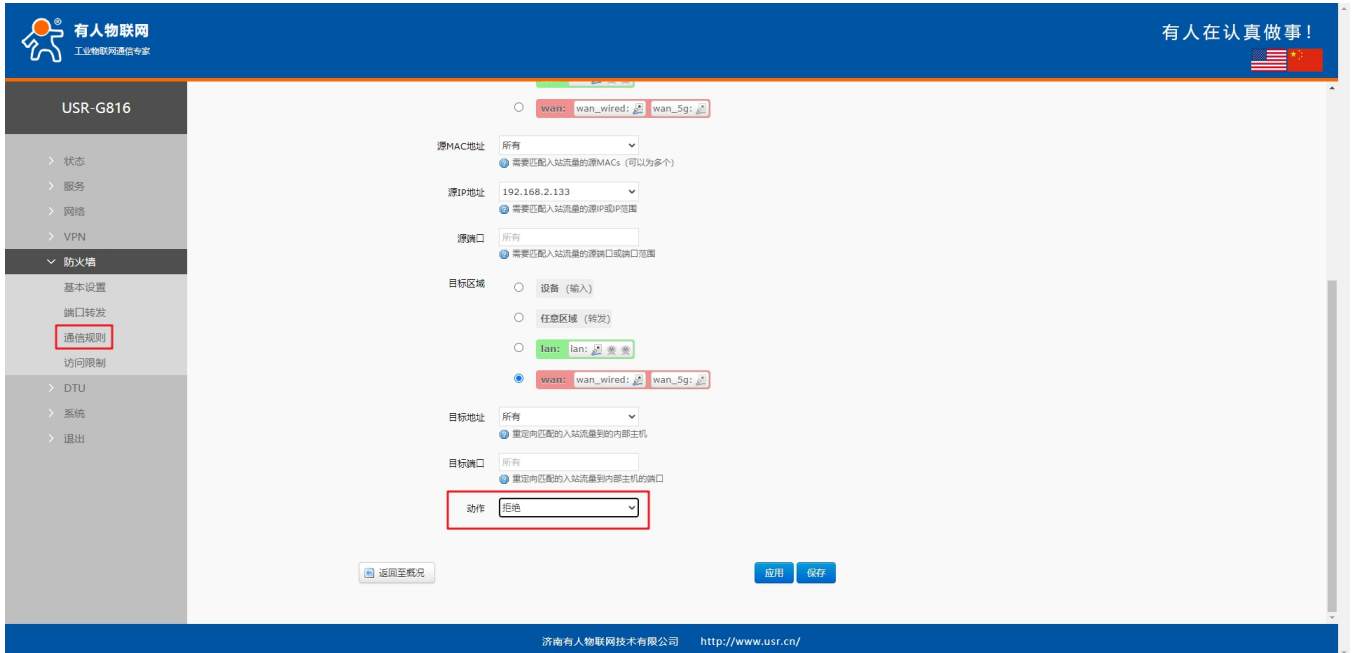 有人物联网
®
工业物联网通信专家
有人在认真做事!
USR-G816
状态
服务
网络
VPN
防火墙
基本设置
端口转发
通信规则
访问限制
DTU
系统
退出
wan: wan_wired: wan_5g:
源MAC地址 所有
需要匹配入站流量的源MACs (可以为多个)
源IP地址 192.168.2.133
需要匹配入站流量的源IP或IP范围
源端口 所有
需要匹配入站流量的源端口或端口范围
目标区域 设备 (输入)
任意区域 (转发)
lan: lan:
wan: wan_wired: wan_5g:
目标地址 所有
重定向匹配的入站流量到的内部主机
目标端口 所有
重定向匹配的入站流量到内部主机的端口
动作 拒绝
返回至概况 应用 保存
济南有人物联网技术有限公司 http://www.usr.cn/